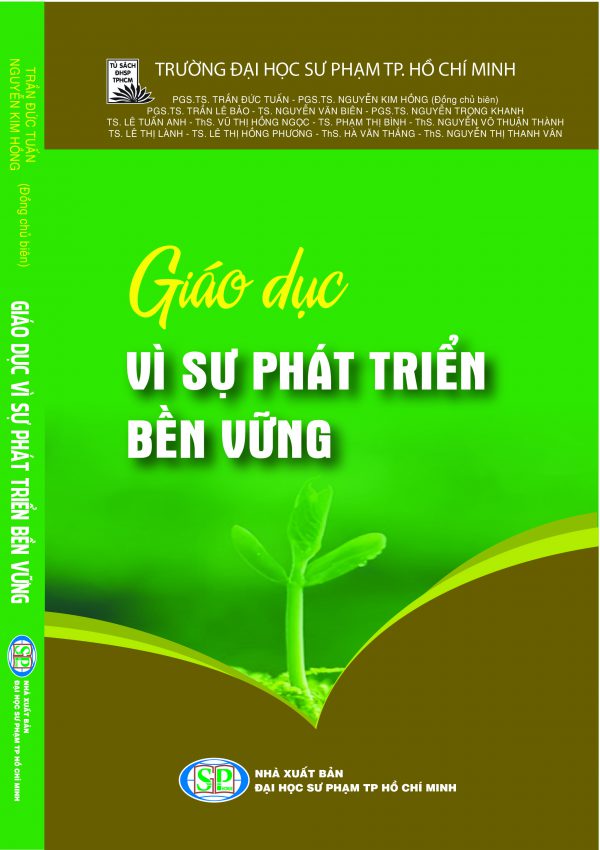 TRẦN ĐỨC TUẤN
NGUYỄN KIM HỒNG
(Đồng chủ biên)
GIÁO DỤC VÌ SỰ PHÁT TRIỂN BỀN VỮNG
NHÀ XUẤT BẢN
ĐẠI HỌC SƯ PHẠM TP HỒ CHÍ MINH
TỦ SÁCH
ĐHSP
TPHCM
TRƯỜNG ĐẠI HỌC SƯ PHẠM TP. HỒ CHÍ MINH
PGS.TS. TRẦN ĐỨC TUẤN - PGS.TS. NGUYỄN KIM HỒNG (Đồng chủ biên)
PGS.TS. TRẦN LÊ BẢO - TS. NGUYỄN VĂN BIÊN - PGS.TS. NGUYỄN TRỌNG KHANH
TS. LÊ TUẤN ANH - ThS. VŨ THỊ HỒNG NGỌC - TS. PHẠM THỊ BÌNH - ThS. NGUYỄN VÕ THUẬN THÀNH
TS. LÊ THỊ LÀNH - TS. LÊ THỊ HỒNG PHƯỢNG - ThS. HÀ VĂN THẮNG - ThS. NGUYỄN THỊ THANH VÂN
Giáo dục
VÌ SỰ PHÁT TRIỂN
BỀN VỮNG
NHÀ XUẤT BẢN
ĐẠI HỌC SƯ PHẠM TP HỒ CHÍ MINH